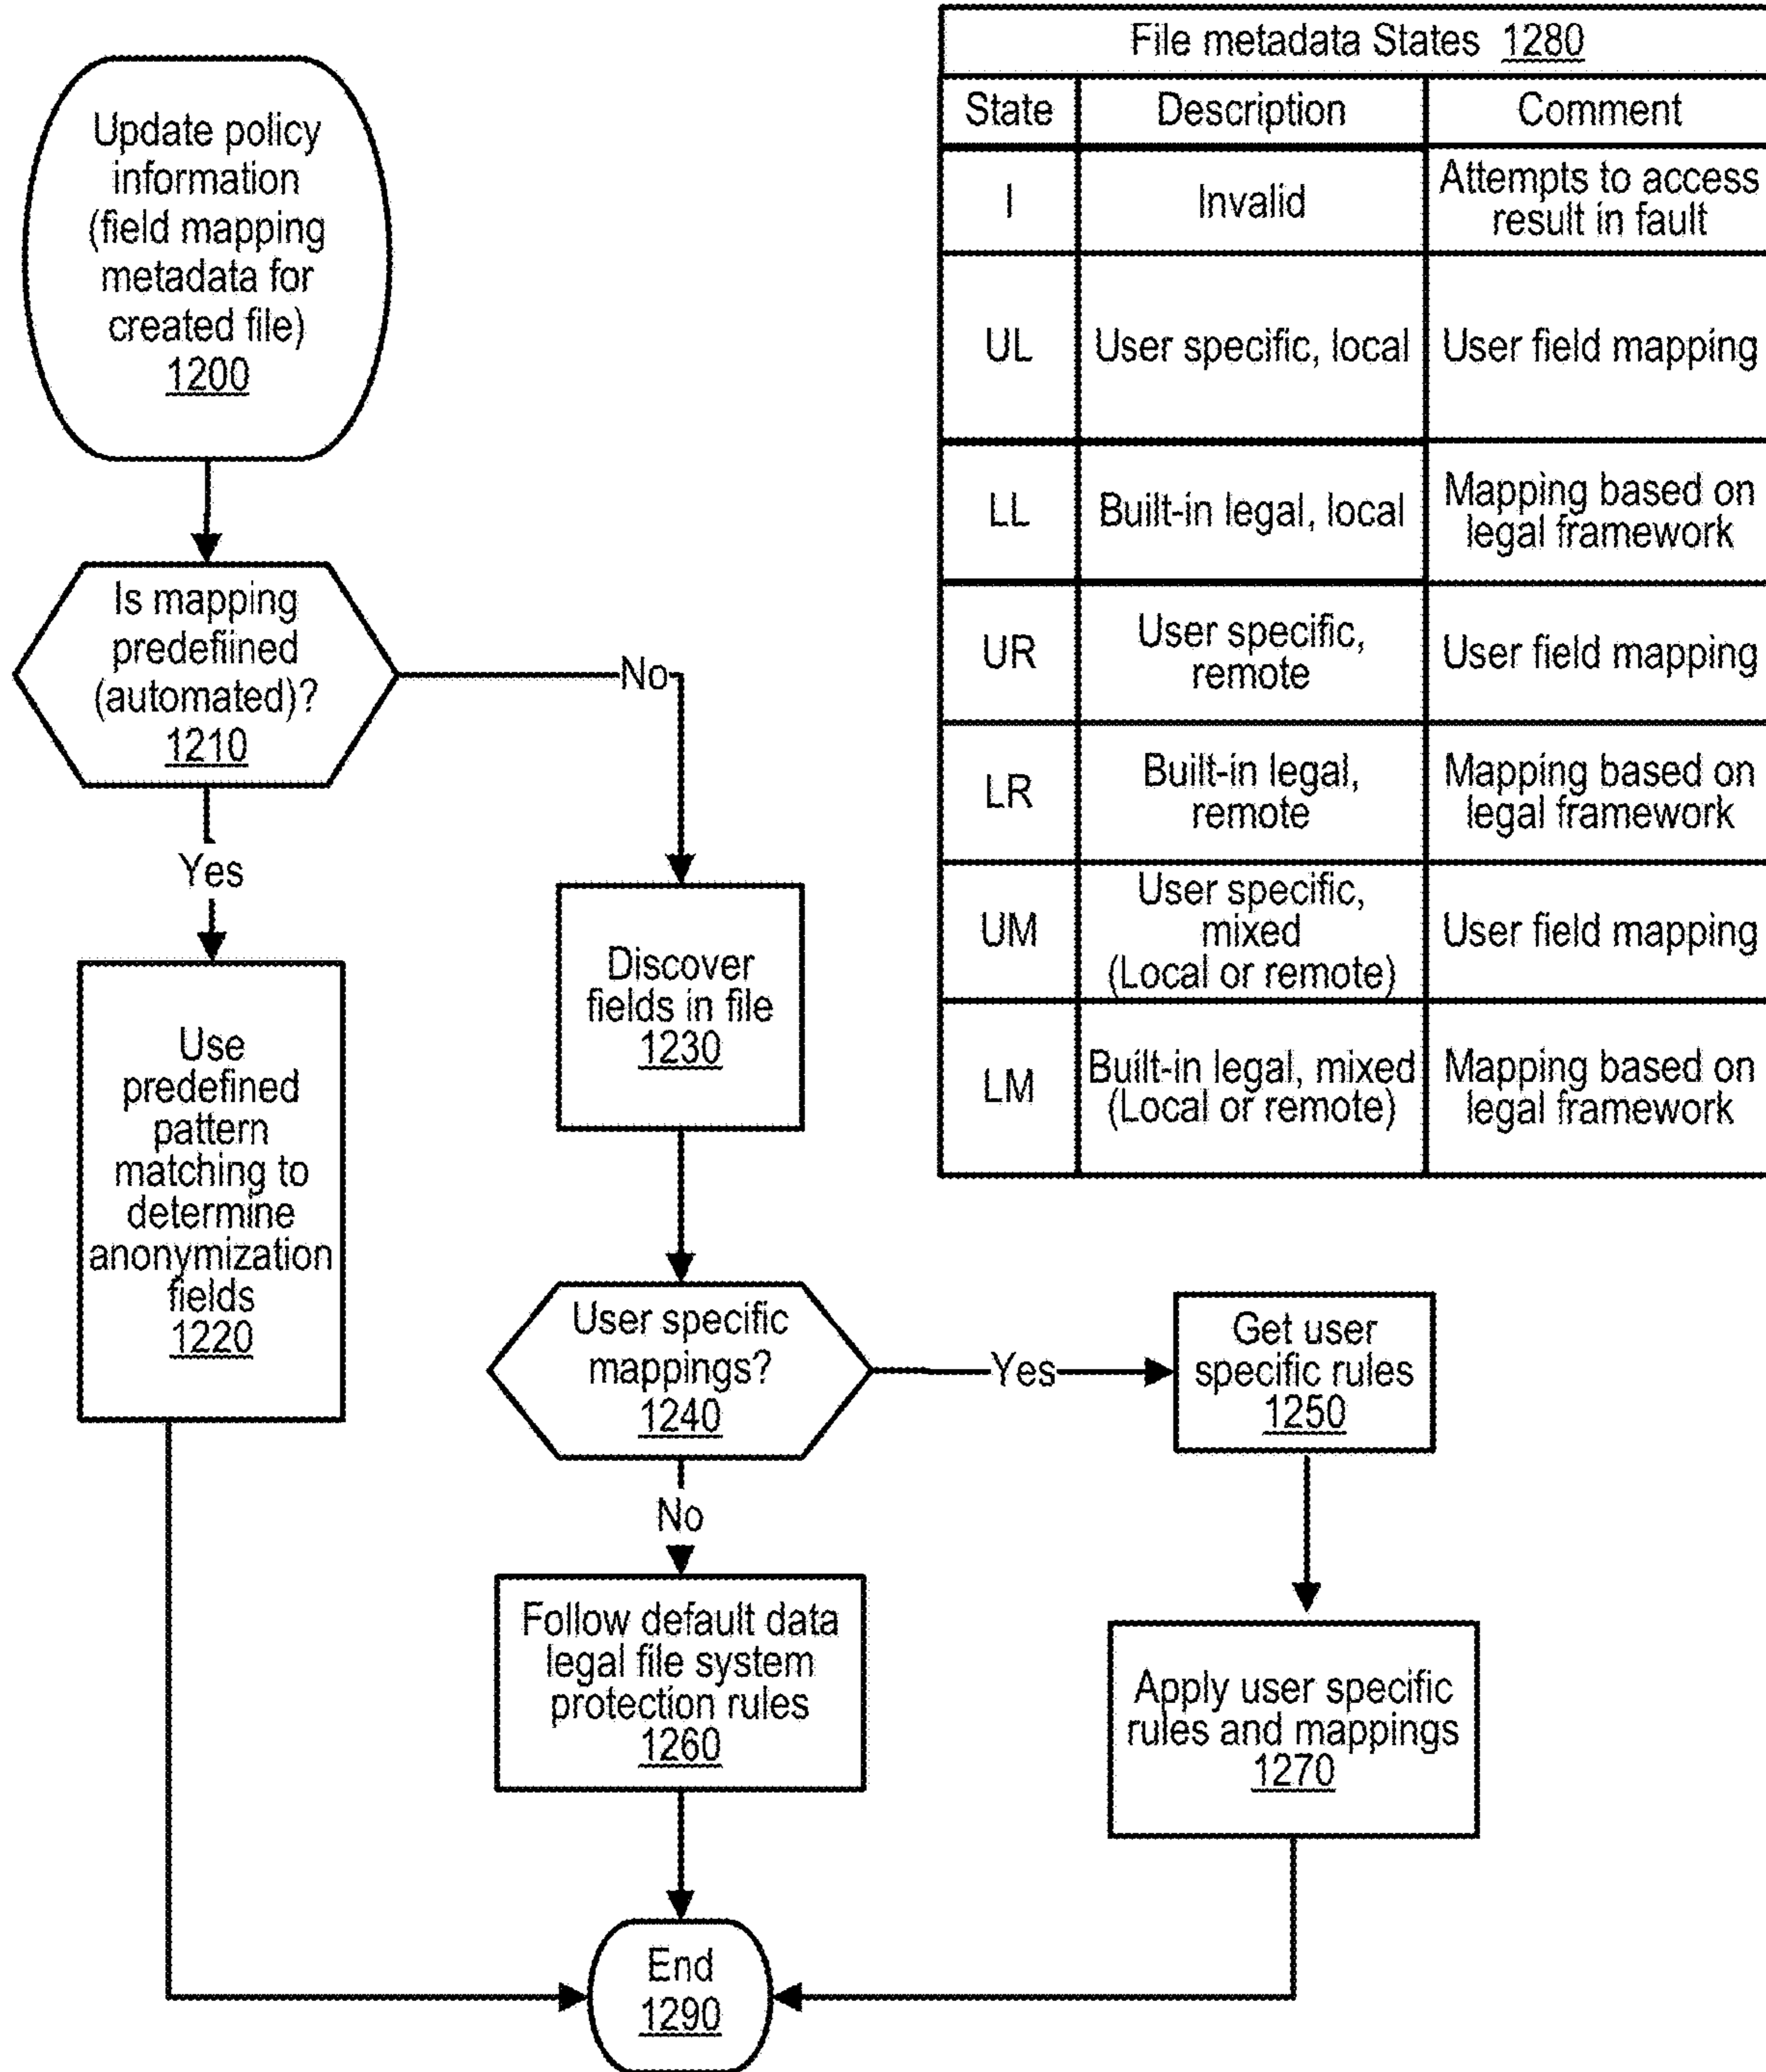 Update policy
information
(field mapping
metadata for
created file)
1200
Is mapping
predefiined
(automated)?
1210
No
Yes
Use
predefined
pattern
matching to
determine
anonymization
fields
1220
Discover
fields in file
1230
User specific
mappings?
1240
Yes
Get user
specific rules
1250
No
Follow default data
legal file system
protection rules
1260
Apply user specific
rules and mappings
1270
End
1290
File metadata States 1280
State Description Comment
I Invalid Attempts to access
result in fault
UL User specific, local User field mapping
LL Built-in legal, local Mapping based on
legal framework
UR User specific,
remote User field mapping
LR Built-in legal,
remote Mapping based on
legal framework
UM User specific,
mixed
(Local or remote) User field mapping
LM Built-in legal, mixed
(Local or remote) Mapping based on
legal framework